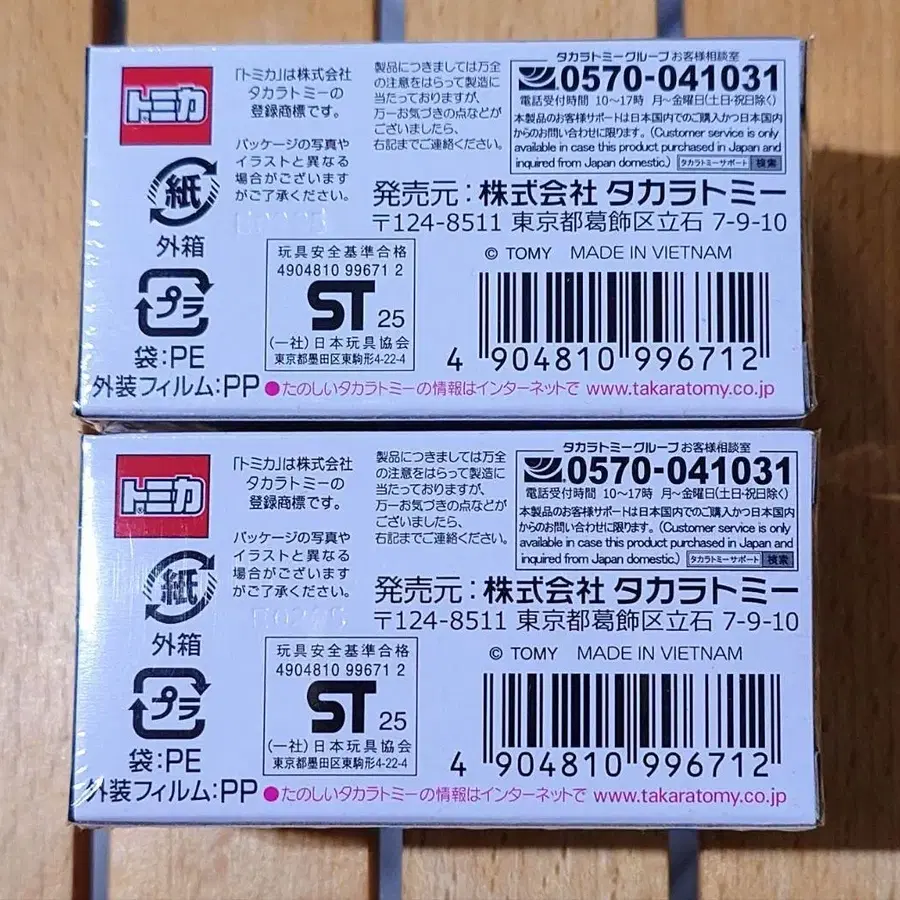 トミカ
紙
外箱
プラ
袋:PE
外装フィルム:PP
「トミカ」は株式会社
タカラトミーの
登録商標です。
パッケージの写真や
イラストと異なる
場合がございます
がご了承ください。
製品につきましては万全
の注意をはらって製造に
当たっておりますが、
万一お気づきの点などが
ございましたら、
右記までご連絡ください。
タカラトミーグループお客様相談室
0570-041031
電話受付時間 10〜17時 月〜金曜日(土日・祝日除く)
本製品のお客様サポートは日本国内でのご購入かつ日本国内
からのお問い合わせに限ります。(Customer service is only
available in case this product purchased in Japan and
inquired from Japan domestic.) タカラトミーサポート 検索
発売元:株式会社 タカラトミー
〒124-8511 東京都葛飾区立石 7-9-10
© TOMY MADE IN VIETNAM
玩具安全基準合格
4904810 99671 2
ST 25
(一社)日本玩具協会
東京都墨田区東駒形4-22-4
4 904810 996712
●たのしいタカラトミーの情報はインターネットで www.takaratomy.co.jp
トミカ
紙
外箱
プラ
袋:PE
外装フィルム:PP
「トミカ」は株式会社
タカラトミーの
登録商標です。
パッケージの写真や
イラストと異なる
場合がございます
がご了承ください。
製品につきましては万全
の注意をはらって製造に
当たっておりますが、
万一お気づきの点などが
ございましたら、
右記までご連絡ください。
タカラトミーグループお客様相談室
0570-041031
電話受付時間 10〜17時 月〜金曜日(土日・祝日除く)
本製品のお客様サポートは日本国内でのご購入かつ日本国内
からのお問い合わせに限ります。(Customer service is only
available in case this product purchased in Japan and
inquired from Japan domestic.) タカラトミーサポート 検索
発売元:株式会社 タカラトミー
〒124-8511 東京都葛飾区立石 7-9-10
© TOMY MADE IN VIETNAM
玩具安全基準合格
4904810 99671 2
ST 25
(一社)日本玩具協会
東京都墨田区東駒形4-22-4
4 904810 996712
●たのしいタカラトミーの情報はインターネットで www.takaratomy.co.jp